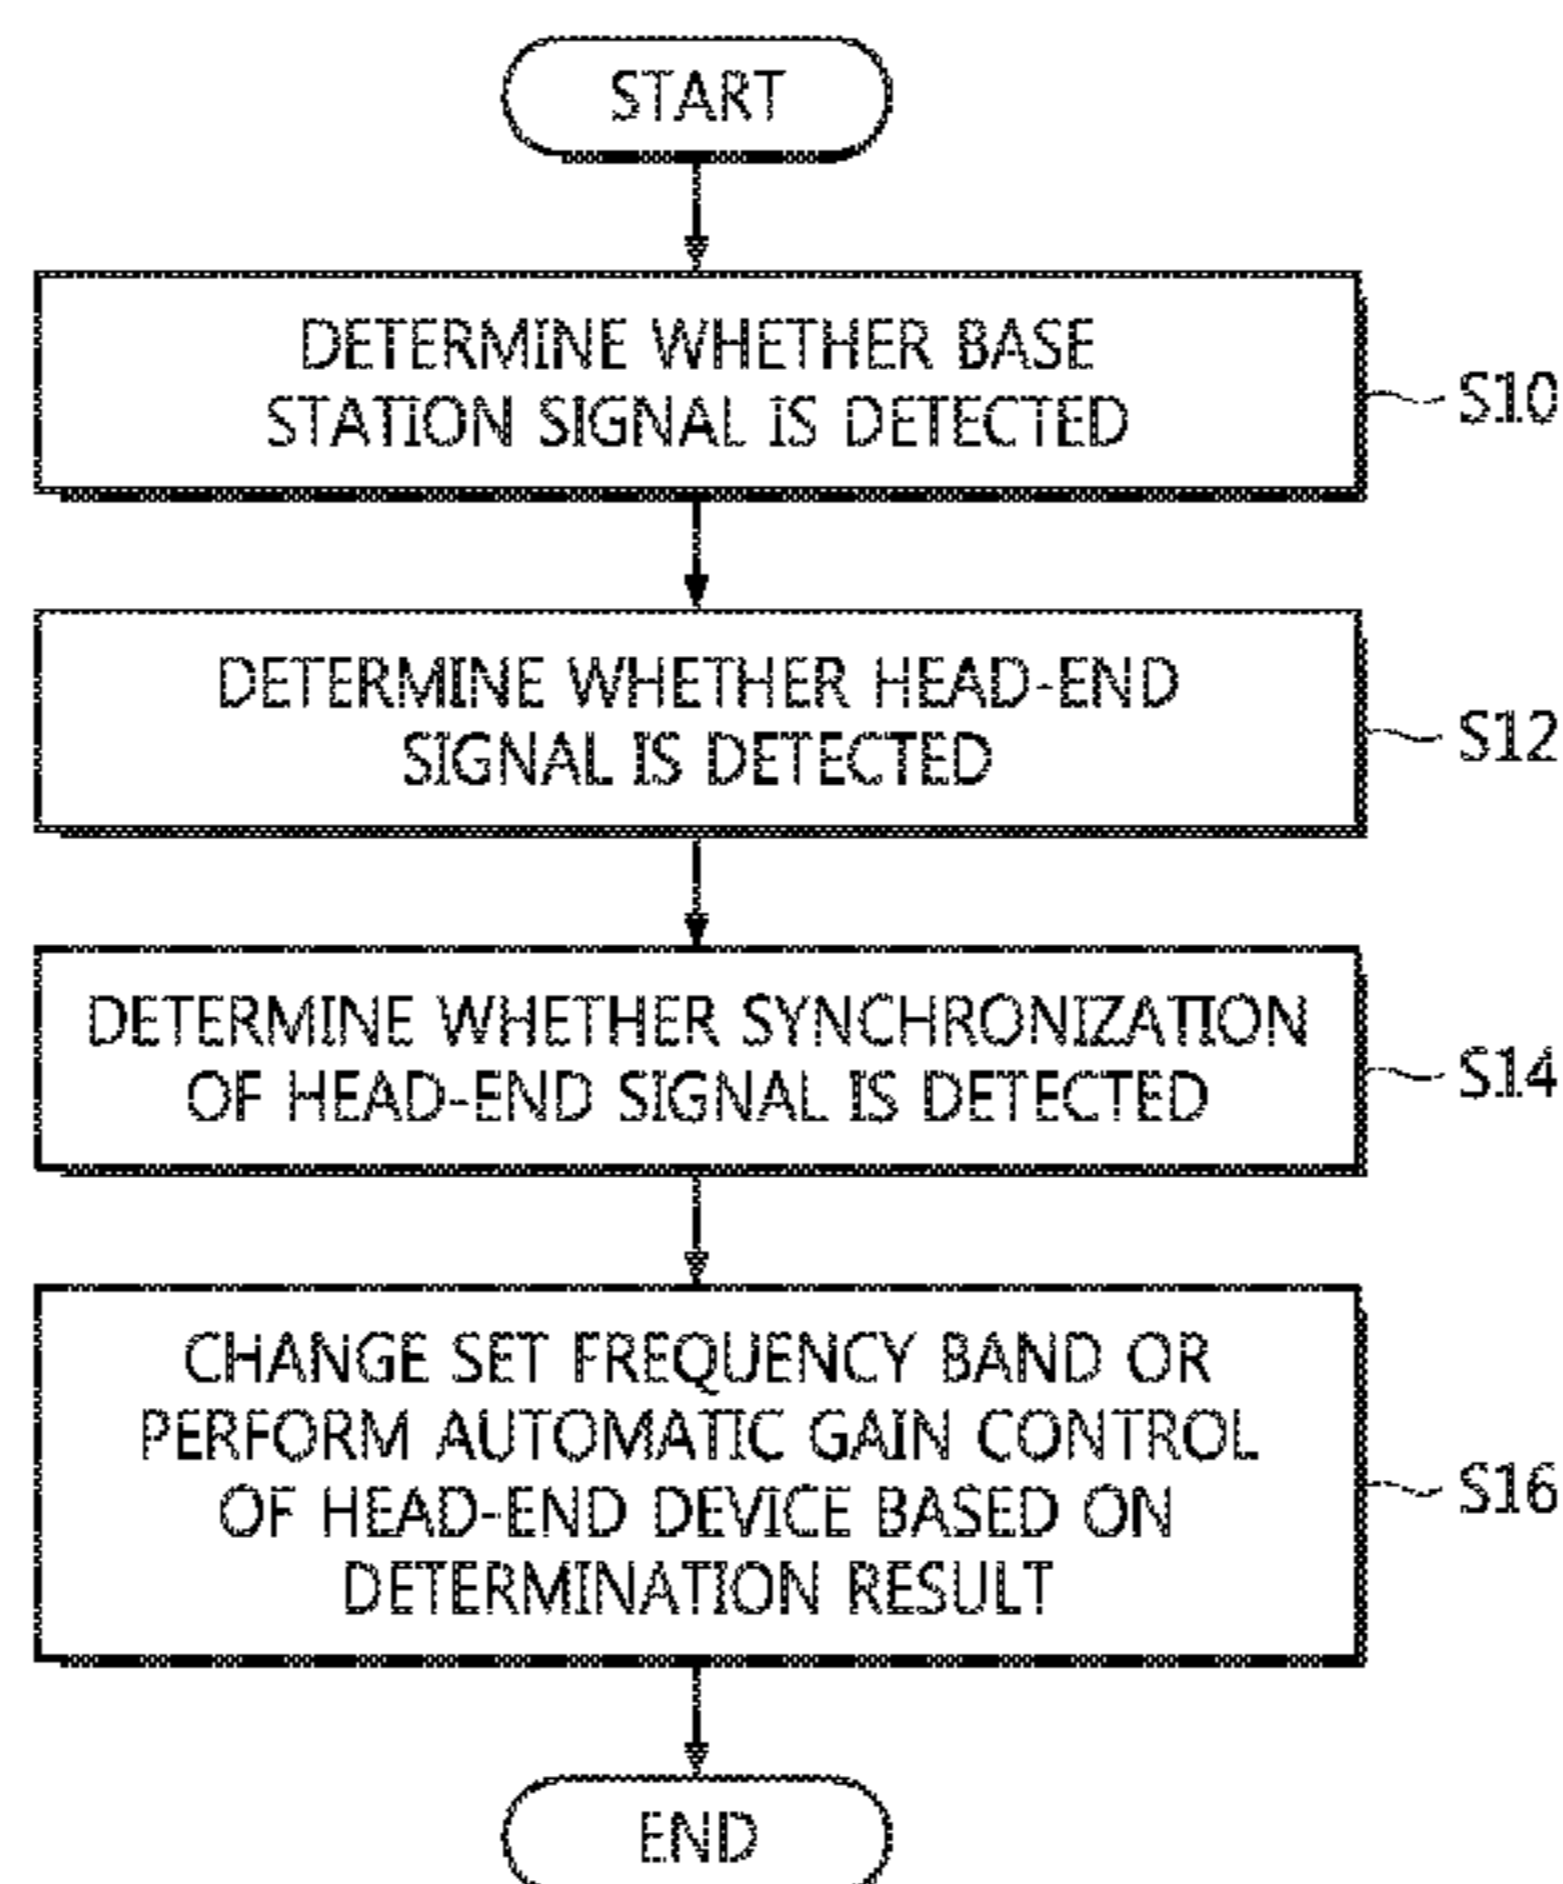 START
DETERMINE WHETHER BASE
STATION SIGNAL IS DETECTED
S10
DETERMINE WHETHER HEAD-END
SIGNAL IS DETECTED
S12
DETERMINE WHETHER SYNCHRONIZATION
OF HEAD-END SIGNAL IS DETECTED
S14
CHANGE SET FREQUENCY BAND OR
PERFORM AUTOMATIC GAIN CONTROL
OF HEAD-END DEVICE BASED ON
DETERMINATION RESULT
S16
END